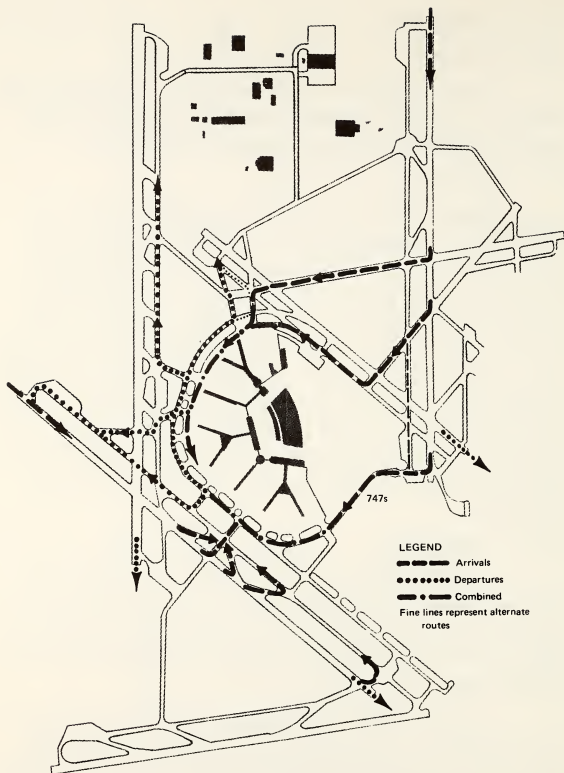 747s
LEGEND
Arrivals
Departures
Combined
Fine lines represent alternate
routes